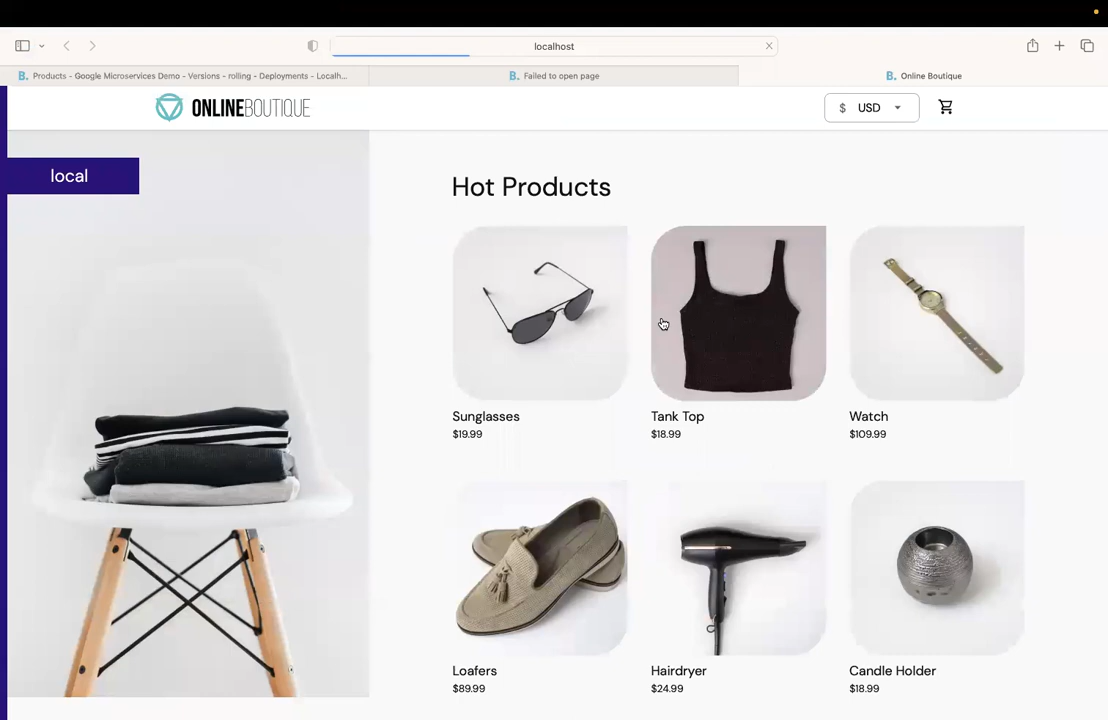 localhost
Products - Google Microservices Demo - Versions - rolling - Deployments - Localh...
Failed to open page
Online Boutique
ONLINEBOUTIQUE
$ USD
local
Hot Products
Sunglasses
$19.99
Tank Top
$18.99
Watch
$109.99
Loafers
$89.99
Hairdryer
$24.99
Candle Holder
$18.99